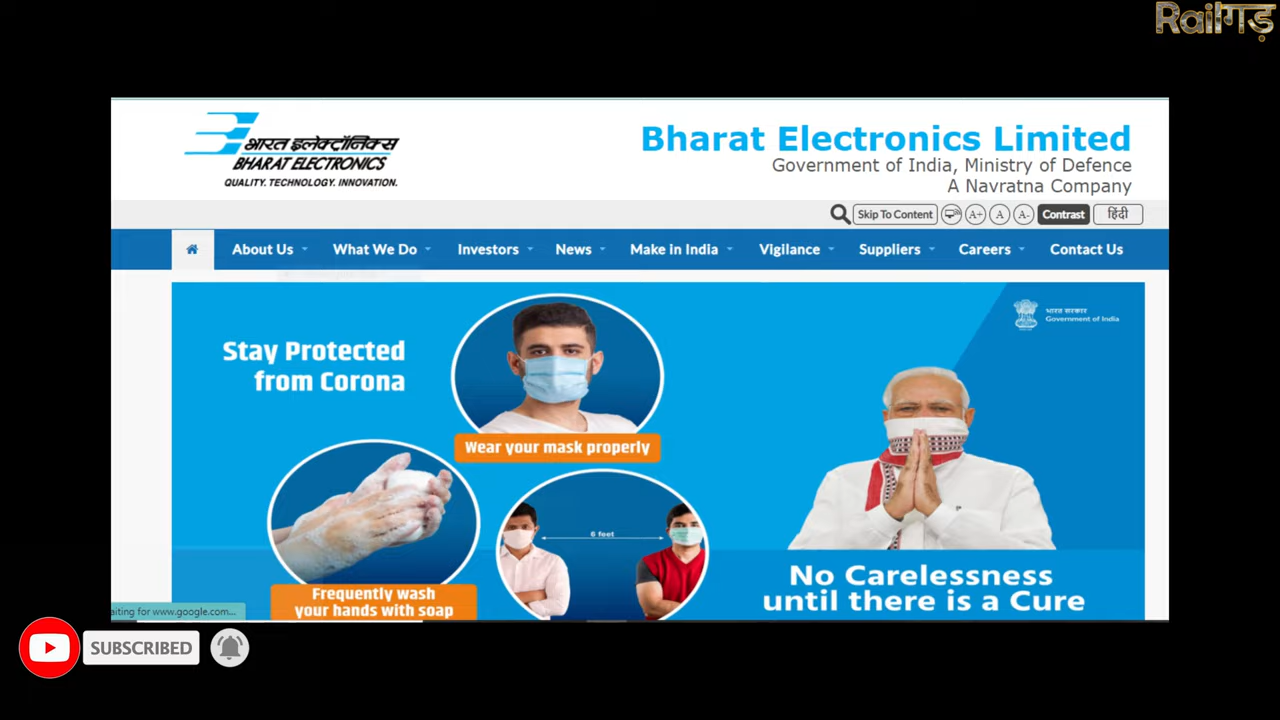 Railगड़
भारत इलेक्ट्रॉनिक्स
BHARAT ELECTRONICS
QUALITY. TECHNOLOGY. INNOVATION.
Bharat Electronics Limited
Government of India, Ministry of Defence
A Navratna Company
Skip To Content A+ A A- Contrast हिंदी
About Us What We Do Investors News Make in India Vigilance Suppliers Careers Contact Us
भारत सरकार
Government of India
Stay Protected
from Corona
Wear your mask properly
6 feet
Frequently wash
your hands with soap
No Carelessness
until there is a Cure
aiting for www.google.com...
SUBSCRIBED